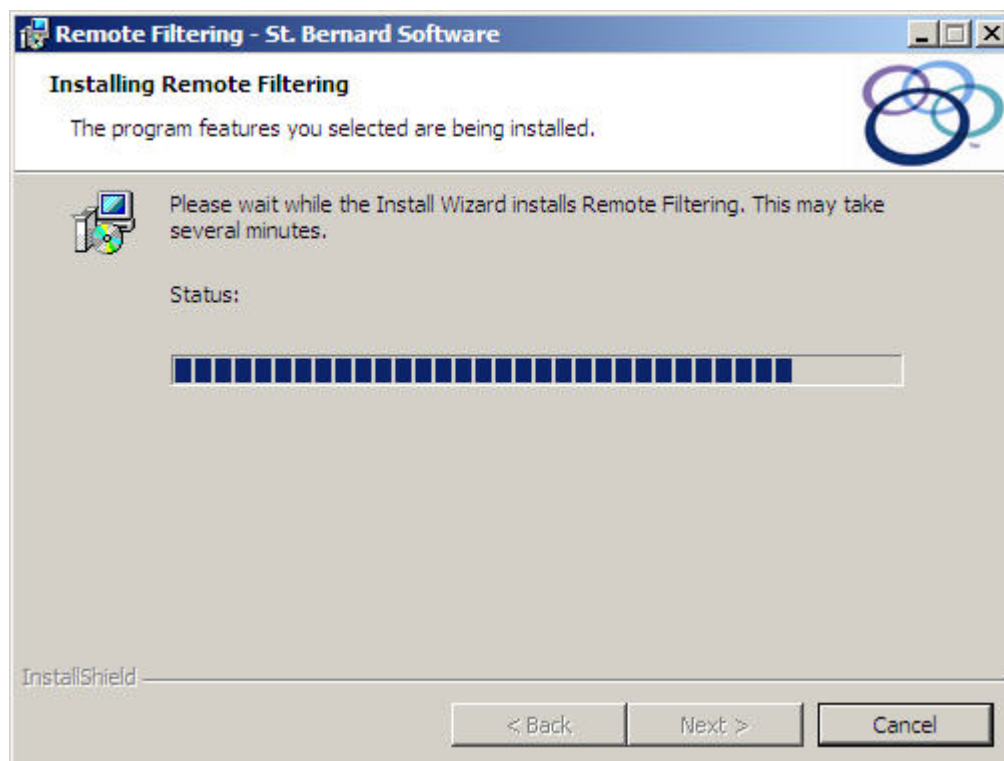 Remote Filtering - St. Bernard Software
Installing Remote Filtering
The program features you selected are being installed.
Please wait while the Install Wizard installs Remote Filtering. This may take
several minutes.
Status:
InstallShield
< Back
Next >
Cancel